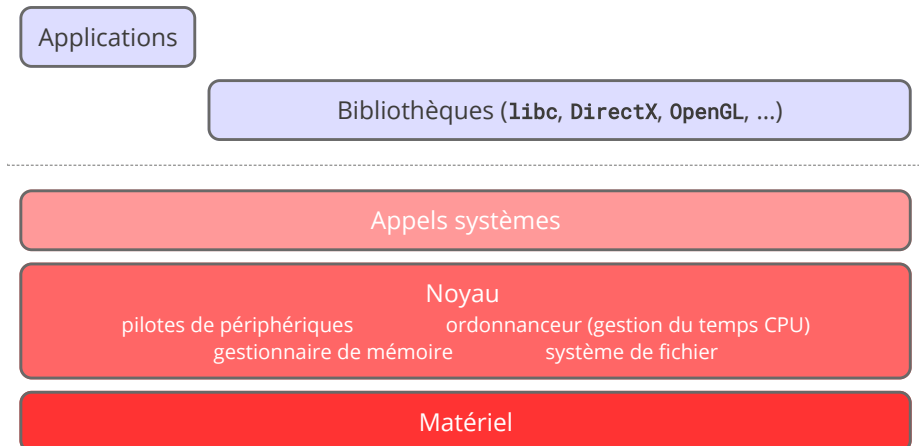 Applications
Bibliothèques (libc, DirectX, OpenGL, ...)
Appels systèmes
Noyau
pilotes de périphériques ordonnanceur (gestion du temps CPU)
gestionnaire de mémoire système de fichier
Matériel